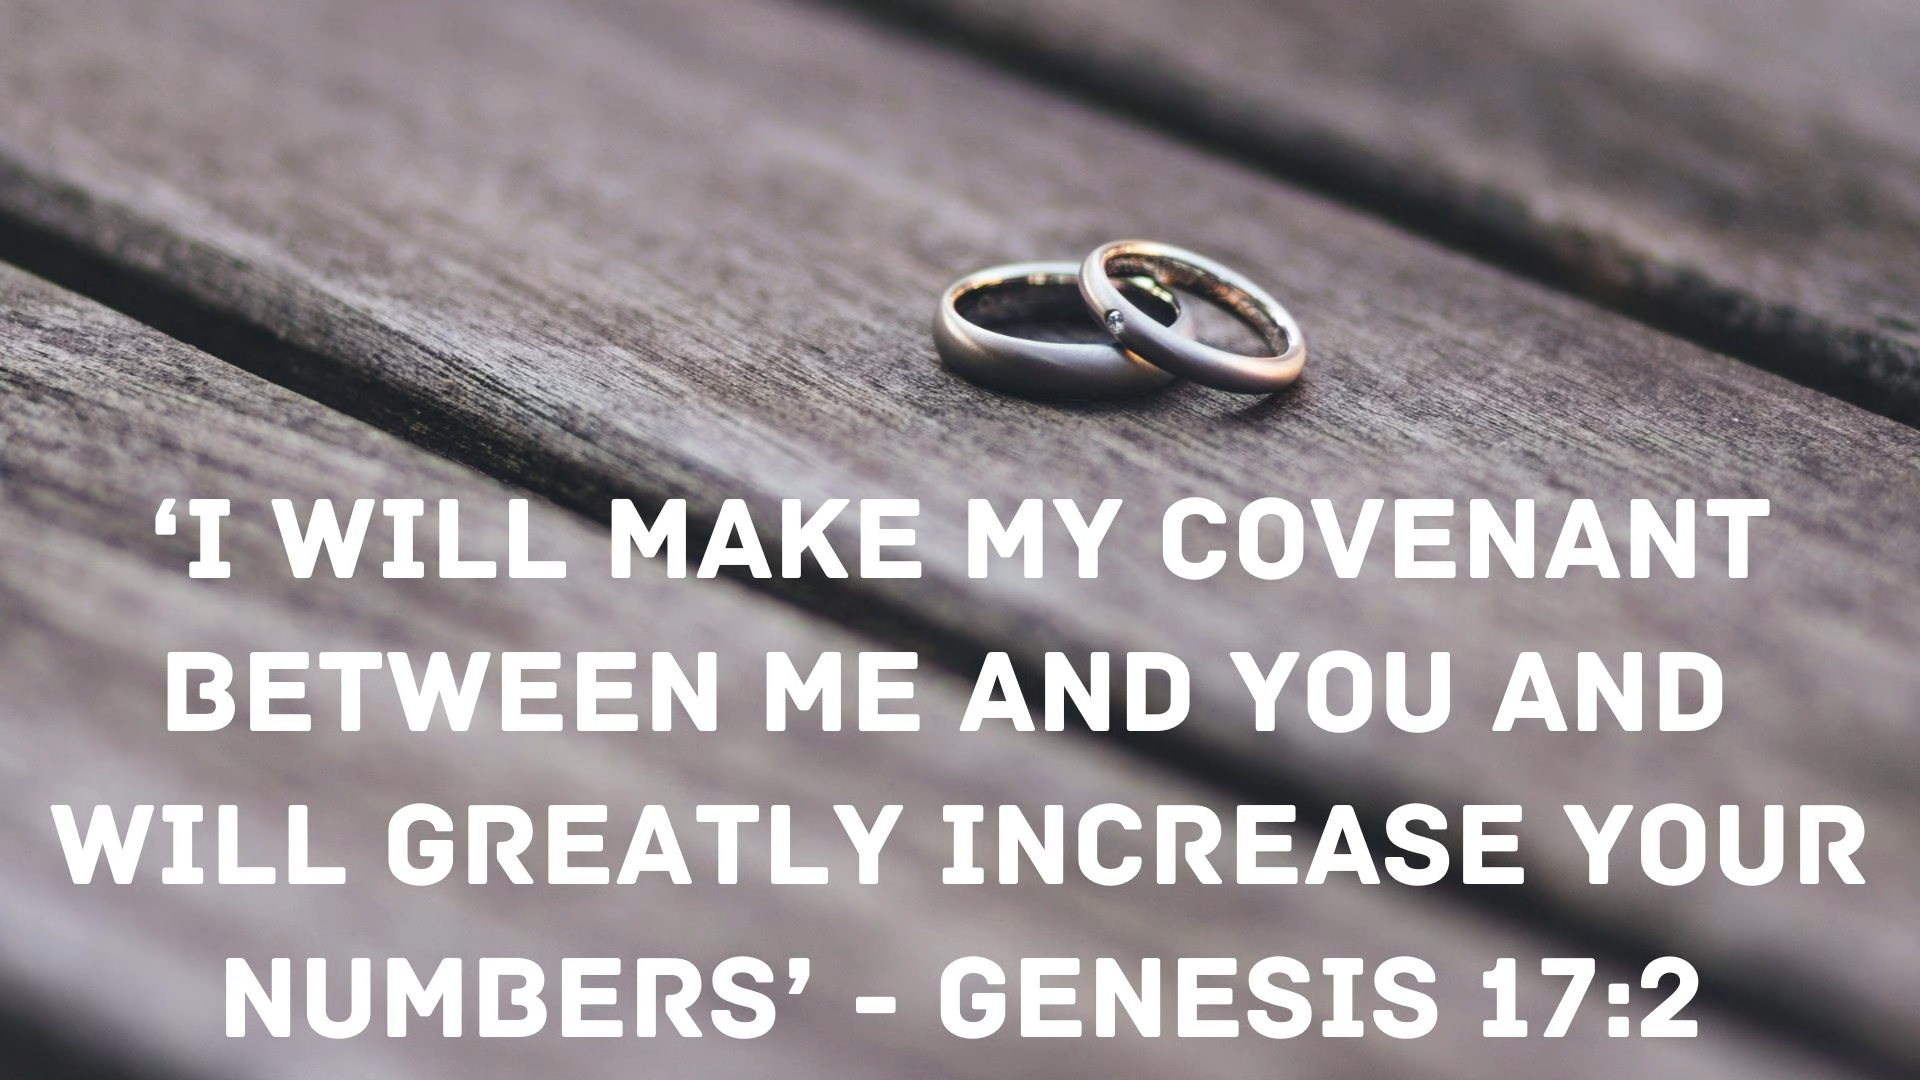 ‘I WILL MAKE MY COVENANT
BETWEEN ME AND YOU AND
WILL GREATLY INCREASE YOUR
NUMBERS’ - GENESIS 17:2